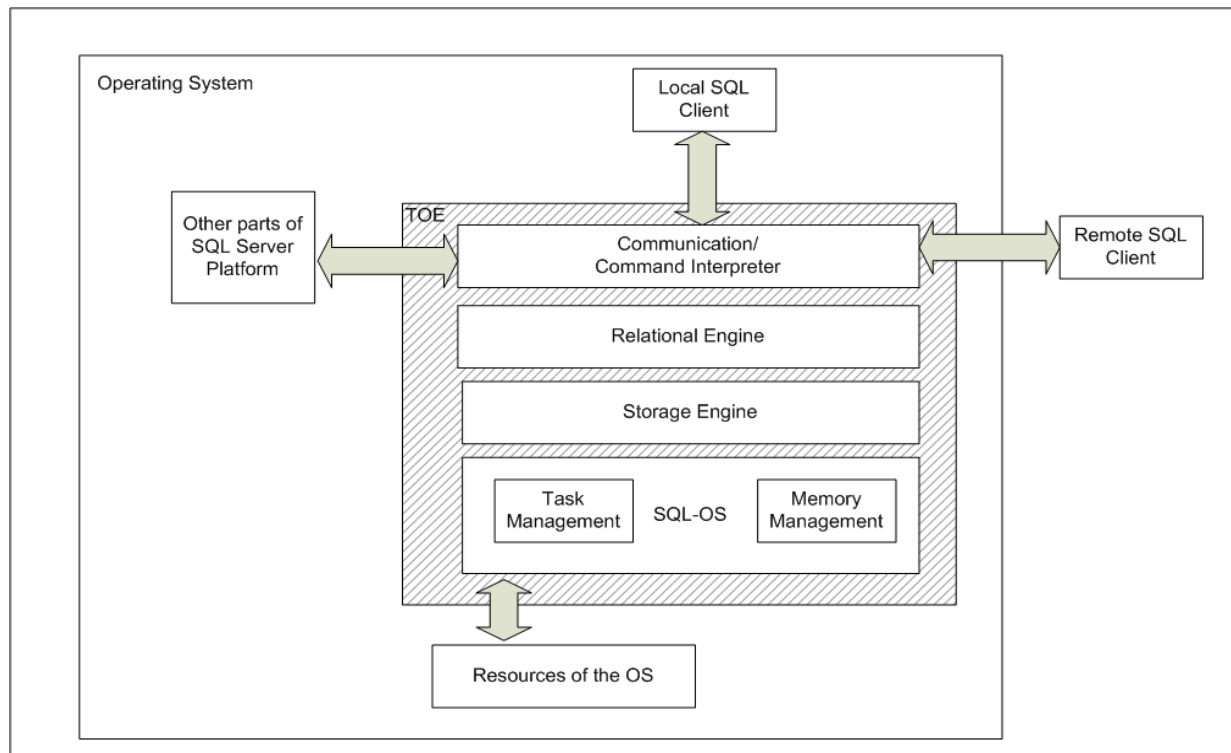 Operating System
Local SQL
Client
Other parts of
SQL Server
Platform
TOE
Communication/
Command Interpreter
Remote SQL
Client
Relational Engine
Storage Engine
Task
Management
SQL-OS
Memory
Management
Resources of the OS